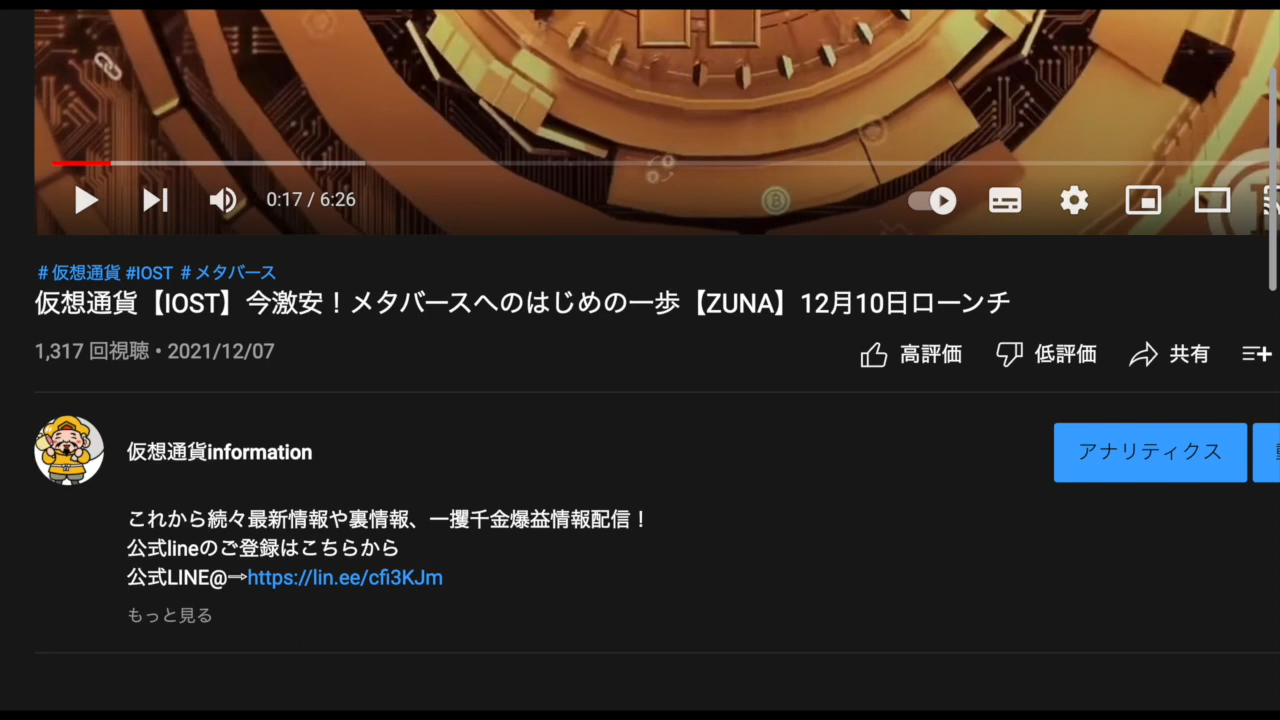 0:17 / 6:26
#仮想通貨 #IOST #メタバース
仮想通貨【IOST】今激安！メタバースへのはじめの一歩【ZUNA】12月10日ローンチ
1,317 回視聴・2021/12/07
高評価 低評価 共有
仮想通貨information
アナリティクス
これから続々最新情報や裏情報、一攫千金爆益情報配信！
公式lineのご登録はこちらから
公式LINE@⇨https://lin.ee/cfi3KJm
もっと見る